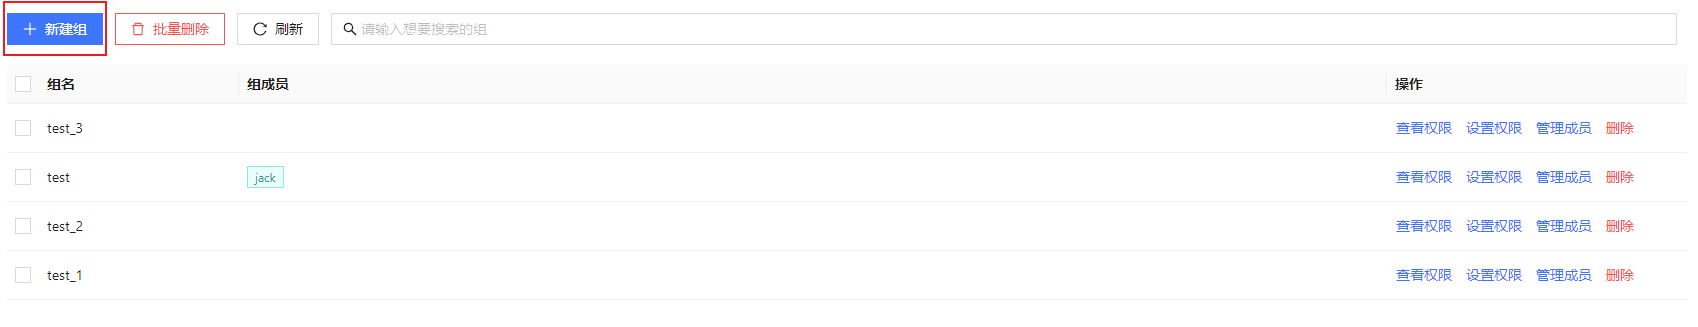 新建组 批量删除 刷新 请输入想要搜索的组
组名 组成员 操作
test_3 查看权限 设置权限 管理成员 删除
test jack 查看权限 设置权限 管理成员 删除
test_2 查看权限 设置权限 管理成员 删除
test_1 查看权限 设置权限 管理成员 删除